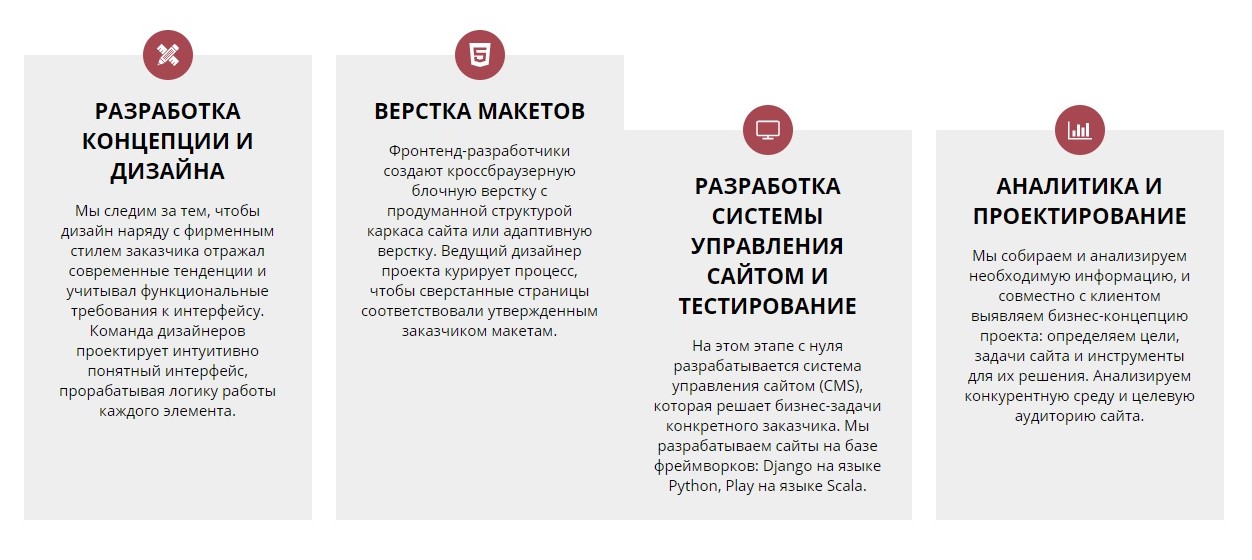 РАЗРАБОТКА
КОНЦЕПЦИИ И
ДИЗАЙНА
Мы следим за тем, чтобы
дизайн наряду с фирменным
стилем заказчика отражал
современные тенденции и
учитывал функциональные
требования к интерфейсу.
Команда дизайнеров
проектирует интуитивно
понятный интерфейс,
прорабатывая логику работы
каждого элемента.
5
ВЕРСТКА МАКЕТОВ
Фронтенд-разработчики
создают кроссбраузерную
блочную верстку с
продуманной структурой
каркаса сайта или адаптивную
верстку. Ведущий дизайнер
проекта курирует процесс,
чтобы сверстанные страницы
соответствовали утвержденным
заказчиком макетам.
РАЗРАБОТКА
СИСТЕМЫ
УПРАВЛЕНИЯ
САЙТОМ И
ТЕСТИРОВАНИЕ
На этом этапе с нуля
разрабатывается система
управления сайтом (CMS),
которая решает бизнес-задачи
конкретного заказчика. Мы
разрабатываем сайты на базе
фреймворков: Django на языке
Python, Play на языке Scala.
АНАЛИТИКА И
ПРОЕКТИРОВАНИЕ
Мы собираем и анализируем
необходимую информацию, и
совместно с клиентом
выявляем бизнес-концепцию
проекта: определяем цели,
задачи сайта и инструменты
для их решения. Анализируем
конкурентную среду и целевую
аудиторию сайта.